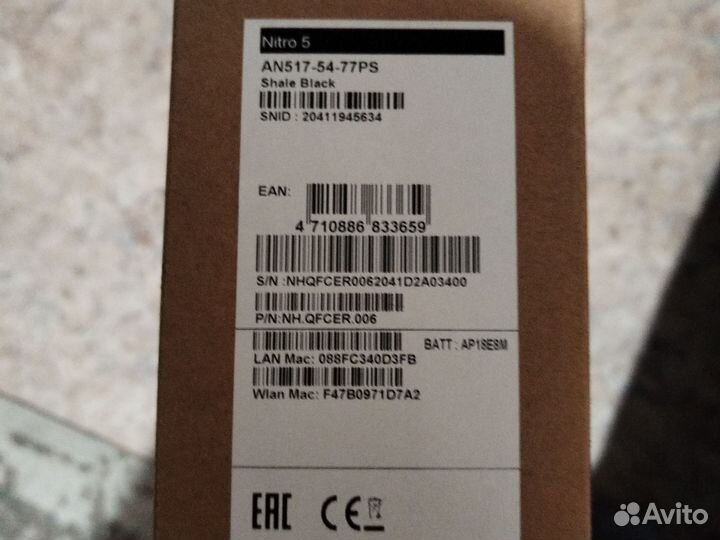 Nitro 5
AN517-54-77PS
Shale Black
SNID : 20411945634
EAN:
4 710886 833659
S/N :NHQFCER0062041D2A03400
P/N:NH.QFCER.006
BATT : AP18E8M
LAN Mac: 088FC340D3FB
Wlan Mac: F47B0971D7A2
EAC CE
Avito